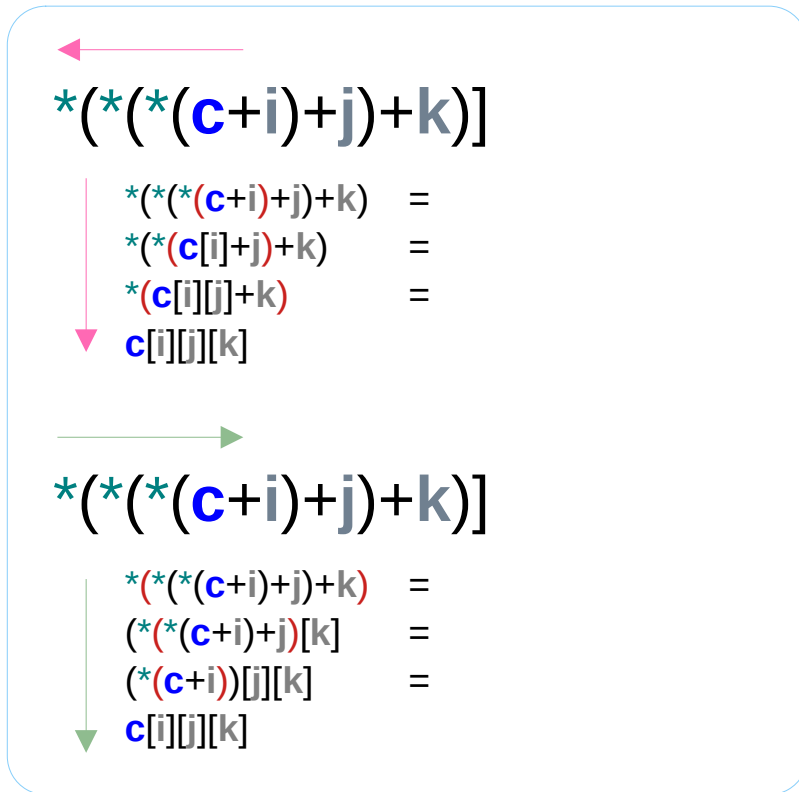 *(*(*(c+i)+j)+k)]
*(*(*(c+i)+j)+k) =
*(*(c[i]+j)+k) =
*(c[i][j]+k) =
c[i][j][k]
*(*(*(c+i)+j)+k)]
*(*(*(c+i)+j)+k) =
(*(*(c+i)+j)[k] =
(*(c+i))[j][k] =
c[i][j][k]